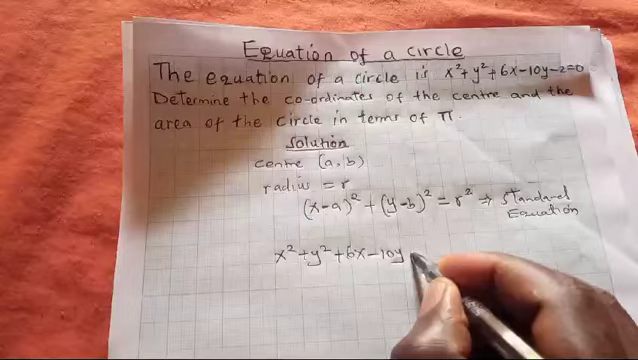 Equation of a circle
The equation of a circle is x²+y²+6x-10y-2=0
Determine the co-ordinates of the centre and the
area of the circle in terms of π.
Solution
centre (a, b)
radius = r
(x-a)² + (y-b)² = r² ⇒ standard
Equation
x²+y²+6x-10y